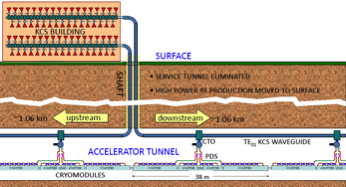 KCS BUILDING
SURFACE
SHAFT
• SERVICE TUNNEL ELIMINATED
• HIGH POWER RF PRODUCTION MOVED TO SURFACE
~1.06 km
upstream
downstream
~1.06 km
CTO
TE01 KCS WAVEGUIDE
ACCELERATOR TUNNEL
PDS
CRYOMODULES
38 m